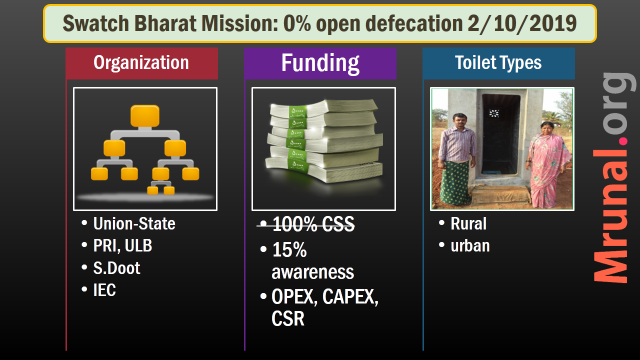 Swatch Bharat Mission: 0% open defecation 2/10/2019
Organization
• Union-State
• PRI, ULB
• S.Doot
• IEC
Funding
• 100% CSS
• 15%
awareness
• OPEX, CAPEX,
CSR
Toilet Types
• Rural
• urban
Mrunal.org